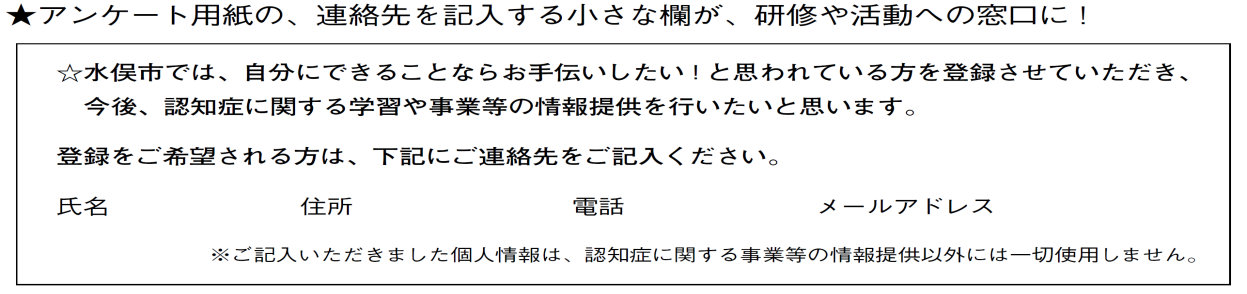 ★アンケート用紙の、連絡先を記入する小さな欄が、研修や活動への窓口に！
☆水俣市では、自分にできることならお手伝いしたい！と思われている方を登録させていただき、
今後、認知症に関する学習や事業等の情報提供を行いたいと思います。
登録をご希望される方は、下記にご連絡先をご記入ください。
氏名　　　　　　　住所　　　　　　　　電話　　　　　　　メールアドレス
※ご記入いただきました個人情報は、認知症に関する事業等の情報提供以外には一切使用しません。